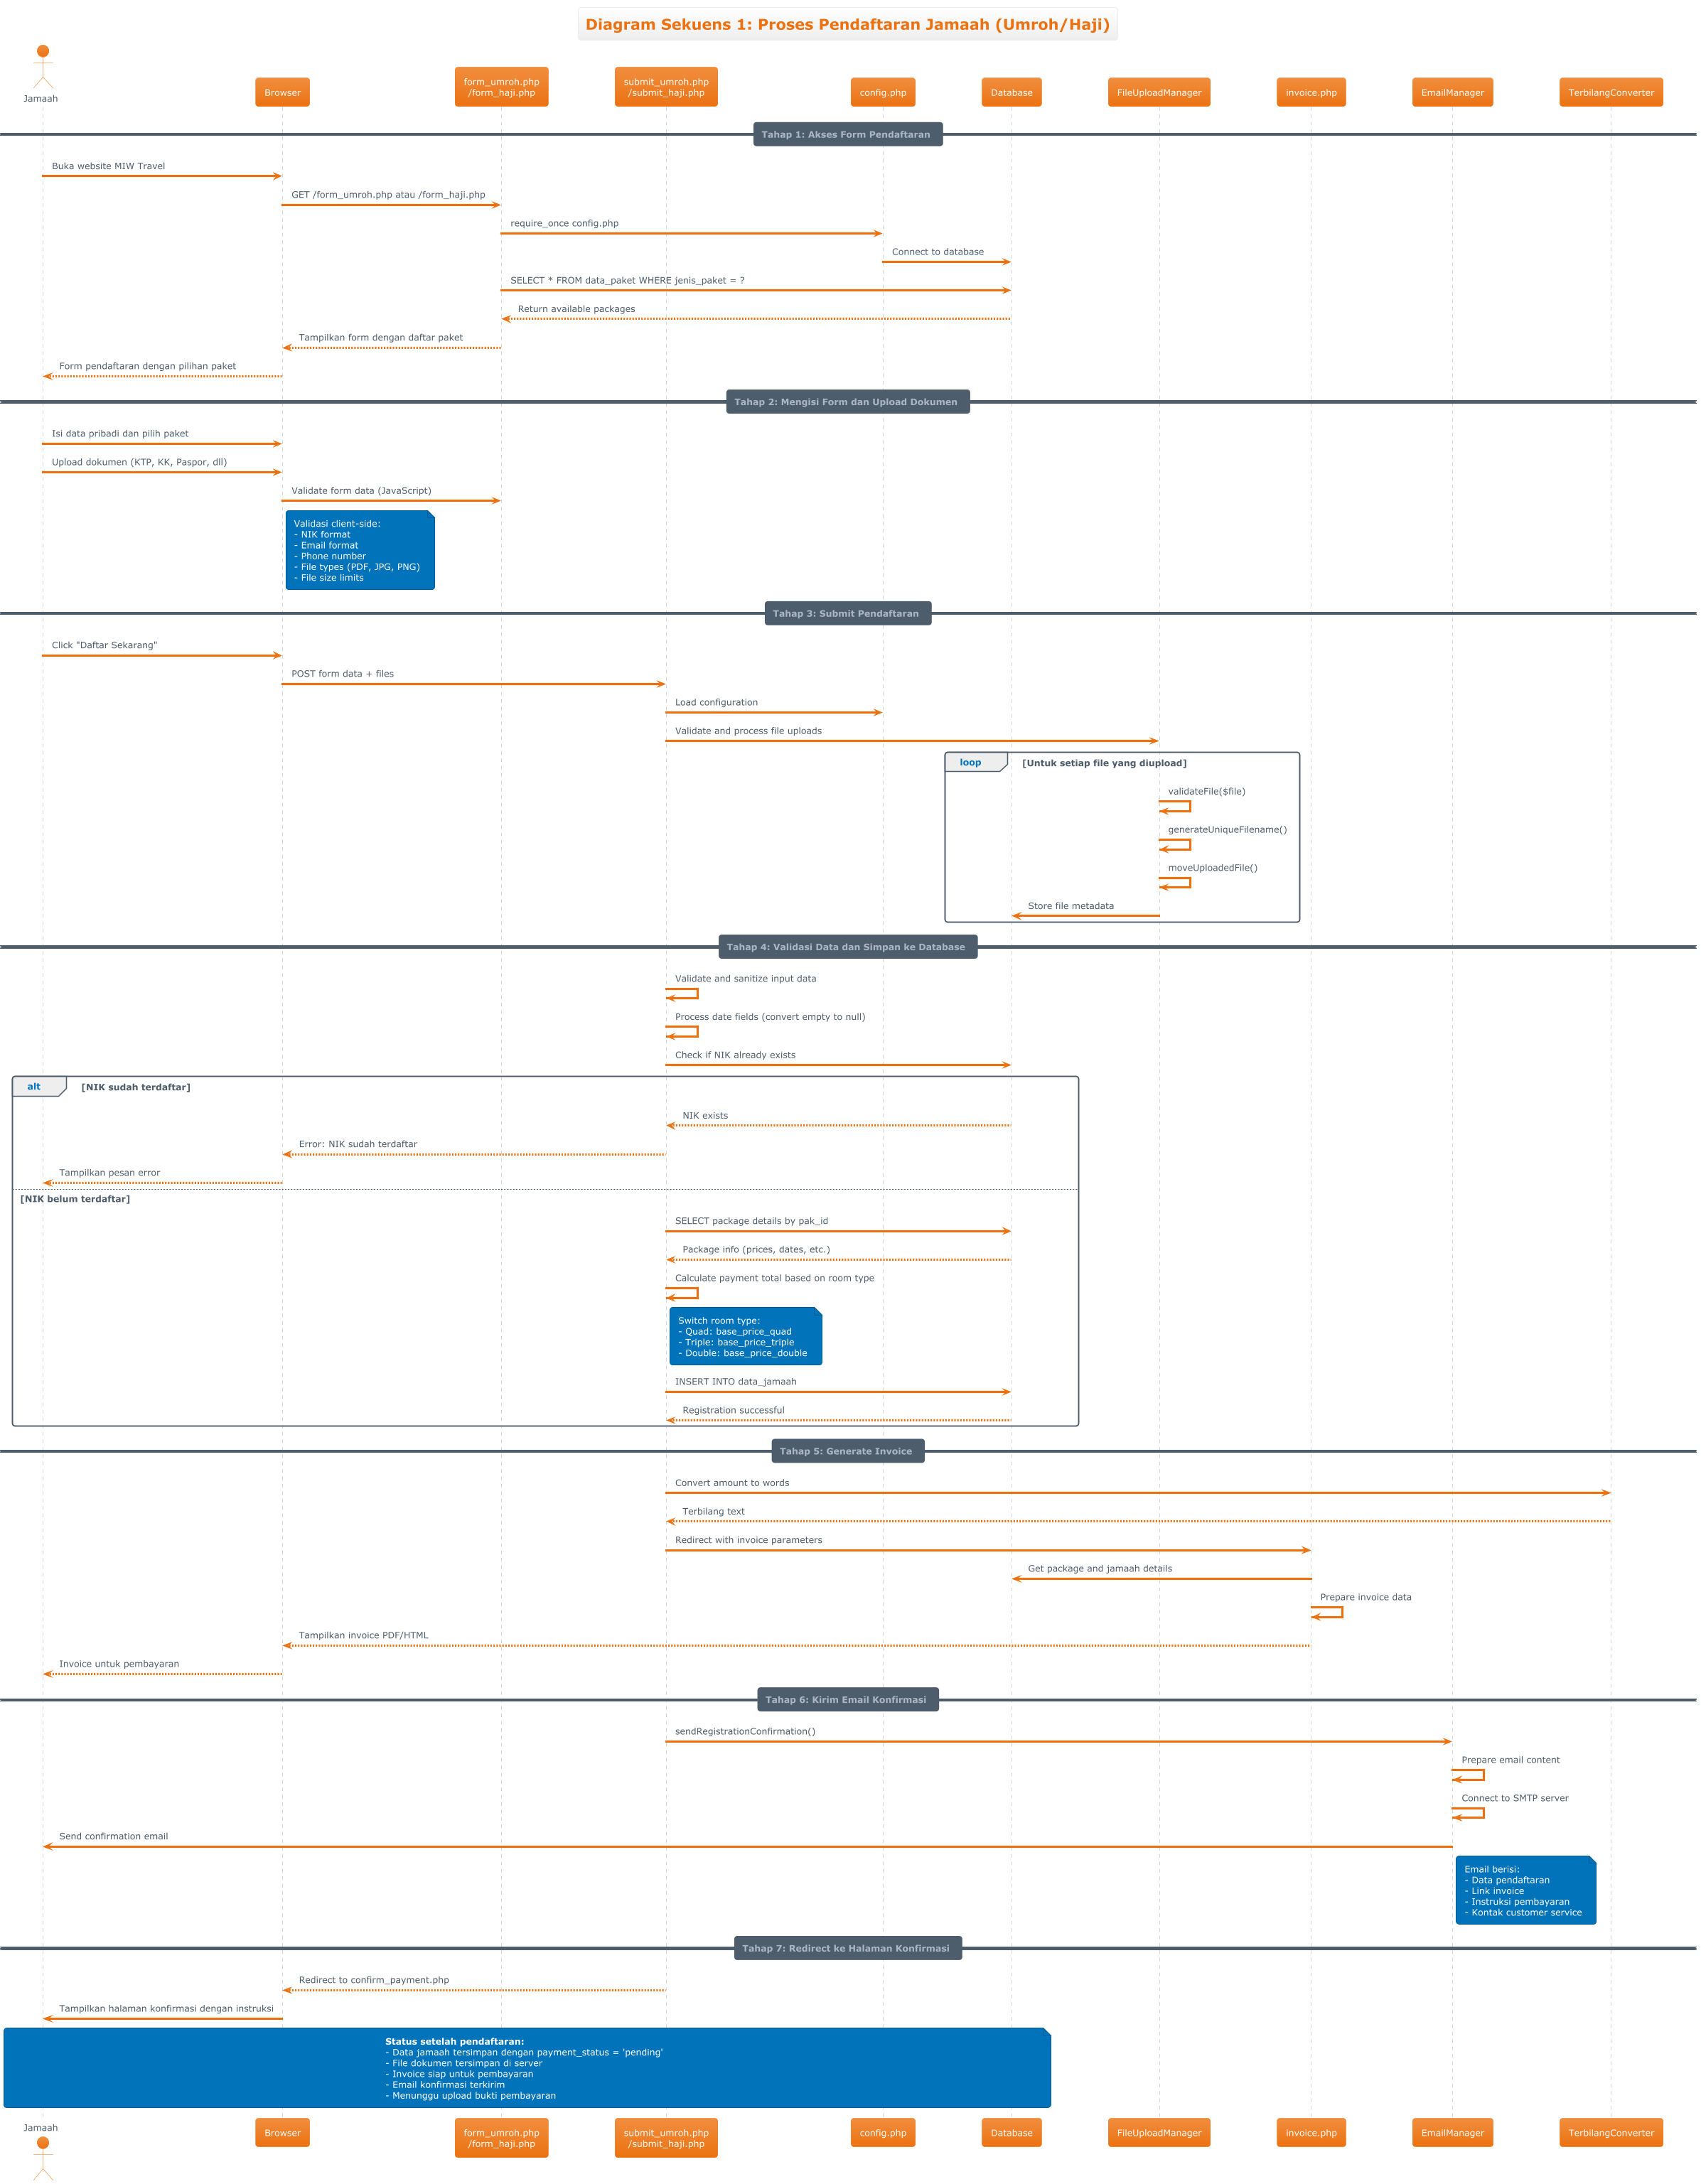 Diagram Sekuens 1: Proses Pendaftaran Jamaah (Umroh/Haji)
Jamaah
Browser
form_umroh.php
/form_haji.php
submit_umroh.php
/submit_haji.php
config.php
Database
FileUploadManager
invoice.php
EmailManager
TerbilangConverter
Tahap 1: Akses Form Pendaftaran
Buka website MIW Travel
GET /form_umroh.php atau /form_haji.php
require_once config.php
Connect to database
SELECT * FROM data_paket WHERE jenis_paket = ?
Return available packages
Tampilkan form dengan daftar paket
Form pendaftaran dengan pilihan paket
Tahap 2: Mengisi Form dan Upload Dokumen
Isi data pribadi dan pilih paket
Upload dokumen (KTP, KK, Paspor, dll)
Validate form data (JavaScript)
Validasi client-side:
- NIK format
- Email format
- Phone number
- File types (PDF, JPG, PNG)
- File size limits
Tahap 3: Submit Pendaftaran
Click "Daftar Sekarang"
POST form data + files
Load configuration
Validate and process file uploads
loop
[Untuk setiap file yang diupload]
validateFile($file)
generateUniqueFilename()
moveUploadedFile()
Store file metadata
Tahap 4: Validasi Data dan Simpan ke Database
Validate and sanitize input data
Process date fields (convert empty to null)
Check if NIK already exists
alt
[NIK sudah terdaftar]
NIK exists
Error: NIK sudah terdaftar
Tampilkan pesan error
[NIK belum terdaftar]
SELECT package details by pak_id
Package info (prices, dates, etc.)
Calculate payment total based on room type
Switch room type:
- Quad: base_price_quad
- Triple: base_price_triple
- Double: base_price_double
INSERT INTO data_jamaah
Registration successful
Tahap 5: Generate Invoice
Convert amount to words
Terbilang text
Redirect with invoice parameters
Get package and jamaah details
Prepare invoice data
Tampilkan invoice PDF/HTML
Invoice untuk pembayaran
Tahap 6: Kirim Email Konfirmasi
sendRegistrationConfirmation()
Prepare email content
Connect to SMTP server
Send confirmation email
Email berisi:
- Data pendaftaran
- Link invoice
- Instruksi pembayaran
- Kontak customer service
Tahap 7: Redirect ke Halaman Konfirmasi
Redirect to confirm_payment.php
Tampilkan halaman konfirmasi dengan instruksi
Status setelah pendaftaran:
- Data jamaah tersimpan dengan payment_status = 'pending'
- File dokumen tersimpan di server
- Invoice siap untuk pembayaran
- Email konfirmasi terkirim
- Menunggu upload bukti pembayaran
Jamaah
Browser
form_umroh.php
/form_haji.php
submit_umroh.php
/submit_haji.php
config.php
Database
FileUploadManager
invoice.php
EmailManager
TerbilangConverter